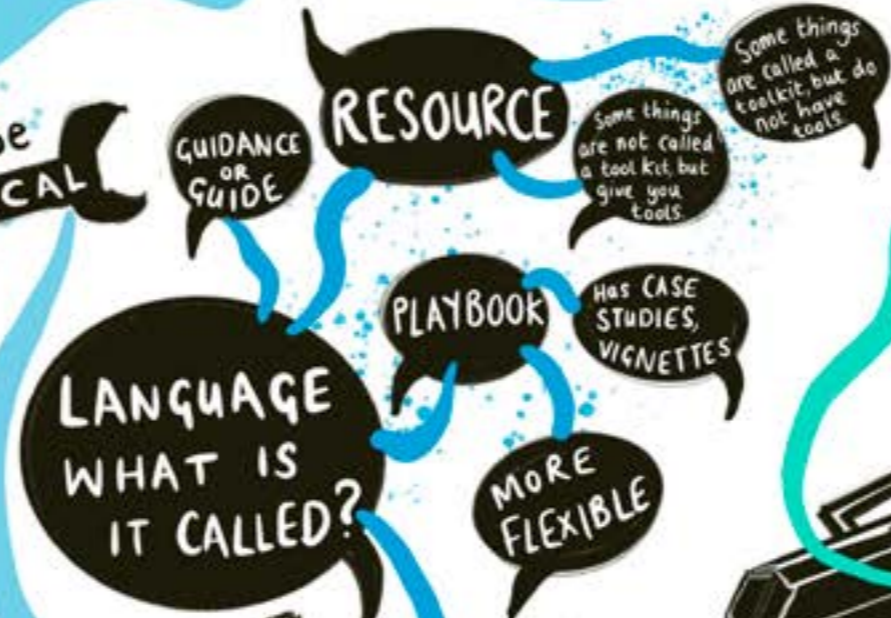 RESOURCE
Some things
are called a
toolkit, but do
not have
tools
Some things
are not called
a tool kit, but
give you
tools
GUIDANCE
OR
GUIDE
CAL
PLAYBOOK
Has CASE
STUDIES,
VIGNETTES
MORE
FLEXIBLE
LANGUAGE
WHAT IS
IT CALLED?